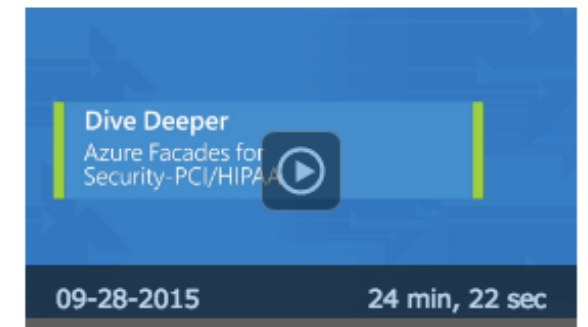 Dive Deeper
Azure Facades for
Security-PCI/HIPAA
09-28-2015 24 min, 22 sec